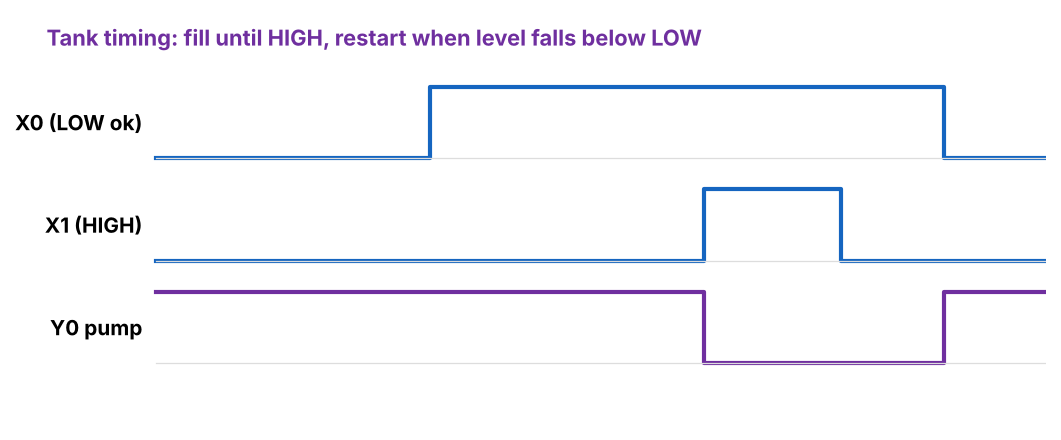 Tank timing: fill until HIGH, restart when level falls below LOW
X0 (LOW ok)
X1 (HIGH)
Y0 pump